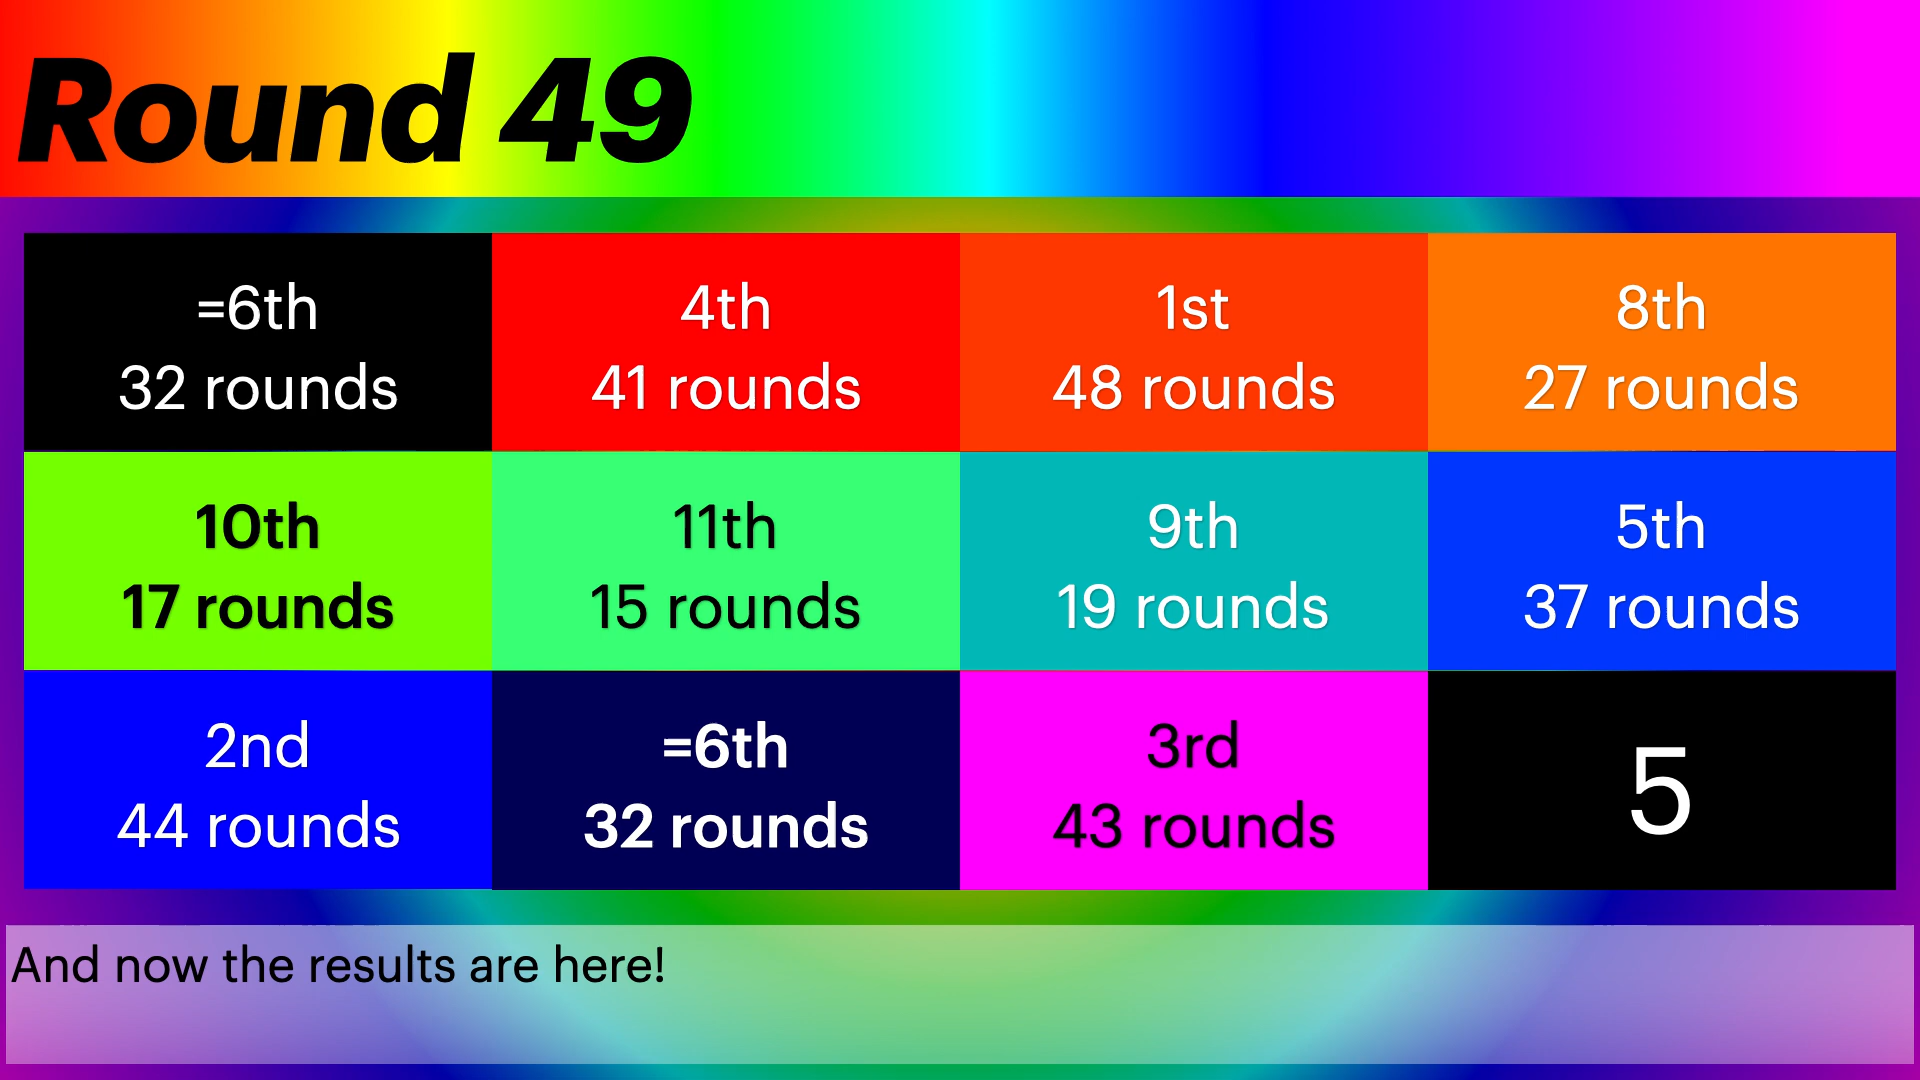 Round 49
=6th
32 rounds
4th
41 rounds
1st
48 rounds
8th
27 rounds
10th
17 rounds
11th
15 rounds
9th
19 rounds
5th
37 rounds
2nd
44 rounds
=6th
32 rounds
3rd
43 rounds
5
And now the results are here!